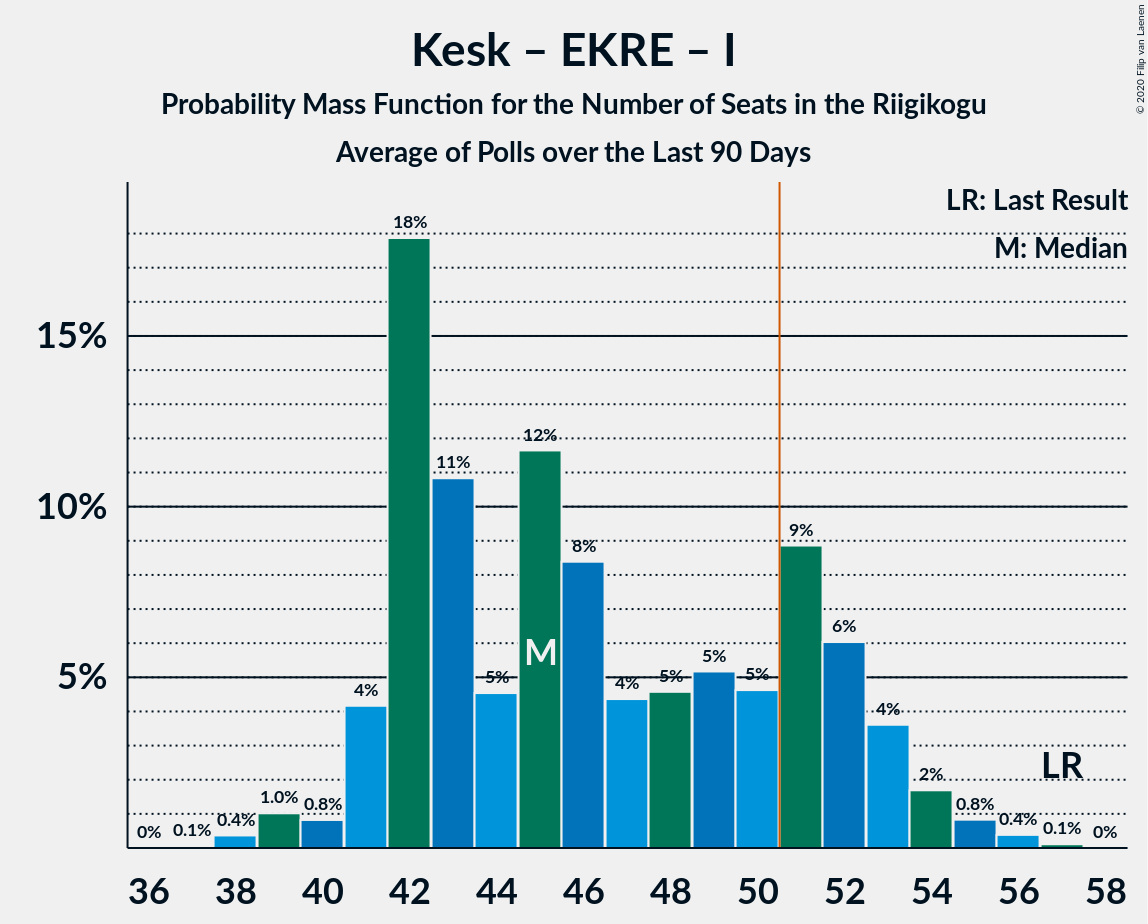 Kesk – EKRE – I
Probability Mass Function for the Number of Seats in the Riigikogu
Average of Polls over the Last 90 Days
© 2020 Filip van Laenen
LR: Last Result
M: Median
15%
10%
5%
0%
0.1%
0.4%
1.0%
0.8%
4%
18%
11%
5%
12%
8%
4%
5%
5%
5%
9%
6%
4%
2%
0.8%
0.4%
0.1%
0%
M
LR
36 38 40 42 44 46 48 50 52 54 56 58